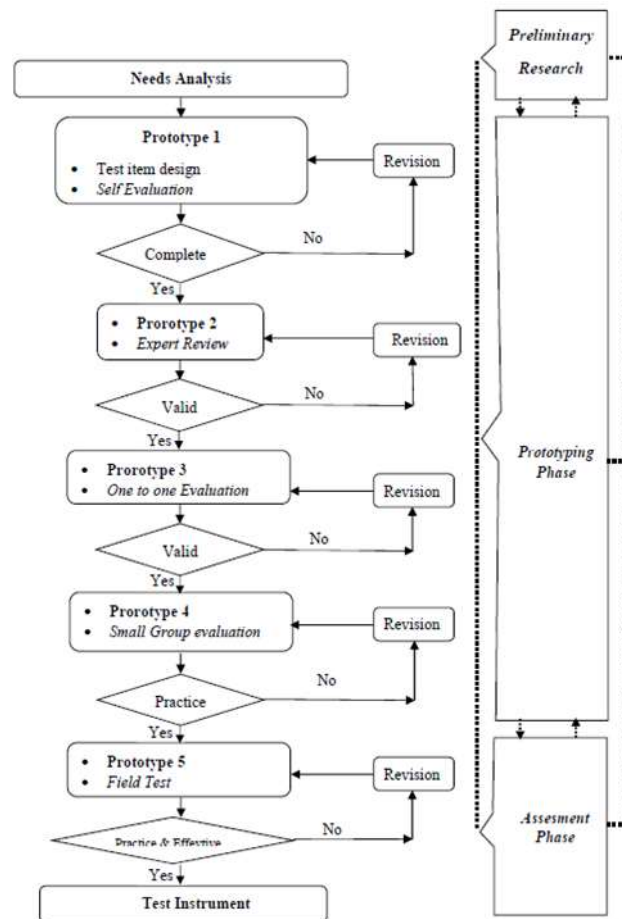 Preliminary
Research
Needs Analysis
Prototype 1
• Test item design
• Self Evaluation
Revision
Complete
No
Yes
• Prorotype 2
• Expert Review
Revision
Valid
No
Yes
• Prorotype 3
• One to one Evaluation
Revision
Valid
No
Yes
• Prorotype 4
• Small Group evaluation
Revision
Practice
No
Yes
• Prototype 5
• Field Test
Revision
Practice & Effevtive
No
Yes
Test Instrument
Prototyping
Phase
Assesment
Phase